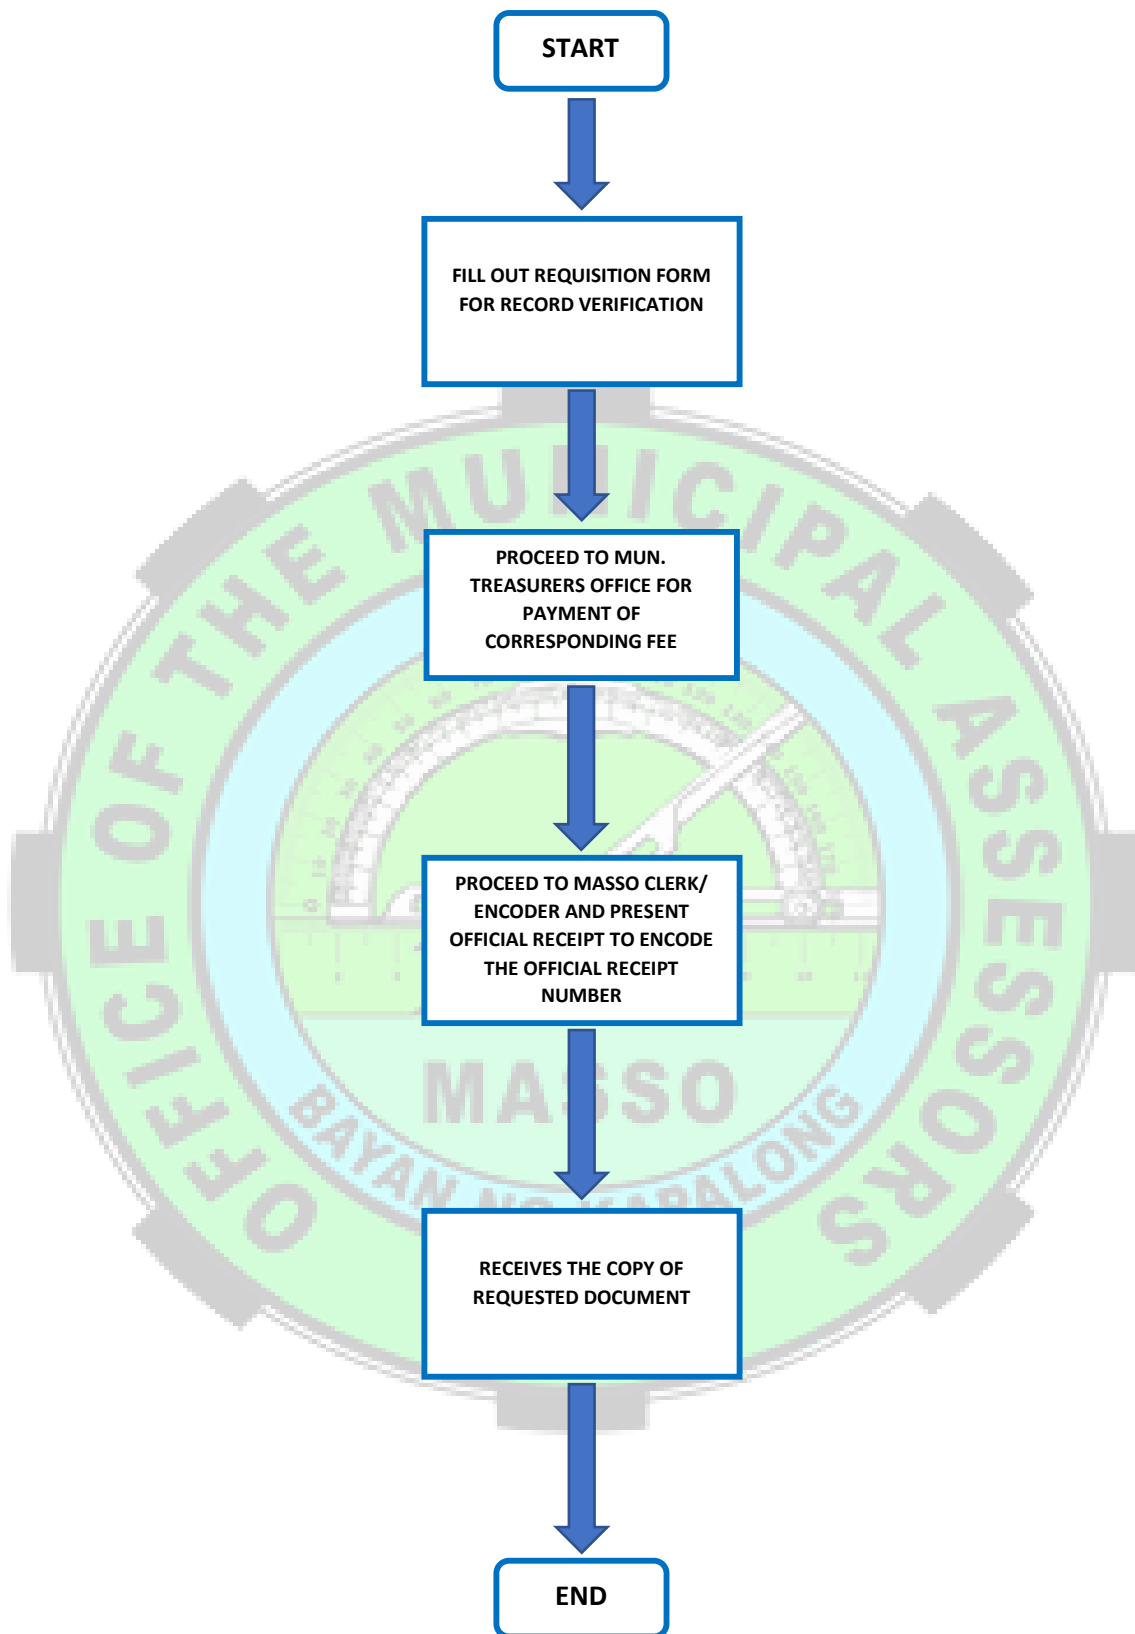 START
FILL OUT REQUISITION FORM
FOR RECORD VERIFICATION
OFFICE OF THE MUNICIPAL ASSESSORS
PROCEED TO MUN.
TREASURERS OFFICE FOR
PAYMENT OF
CORRESPONDING FEE
PROCEED TO MASSO CLERK/
ENCODER AND PRESENT
OFFICIAL RECEIPT TO ENCODE
THE OFFICIAL RECEIPT
NUMBER
MASSO
BAYAN NG KAPALONG
RECEIVES THE COPY OF
REQUESTED DOCUMENT
END